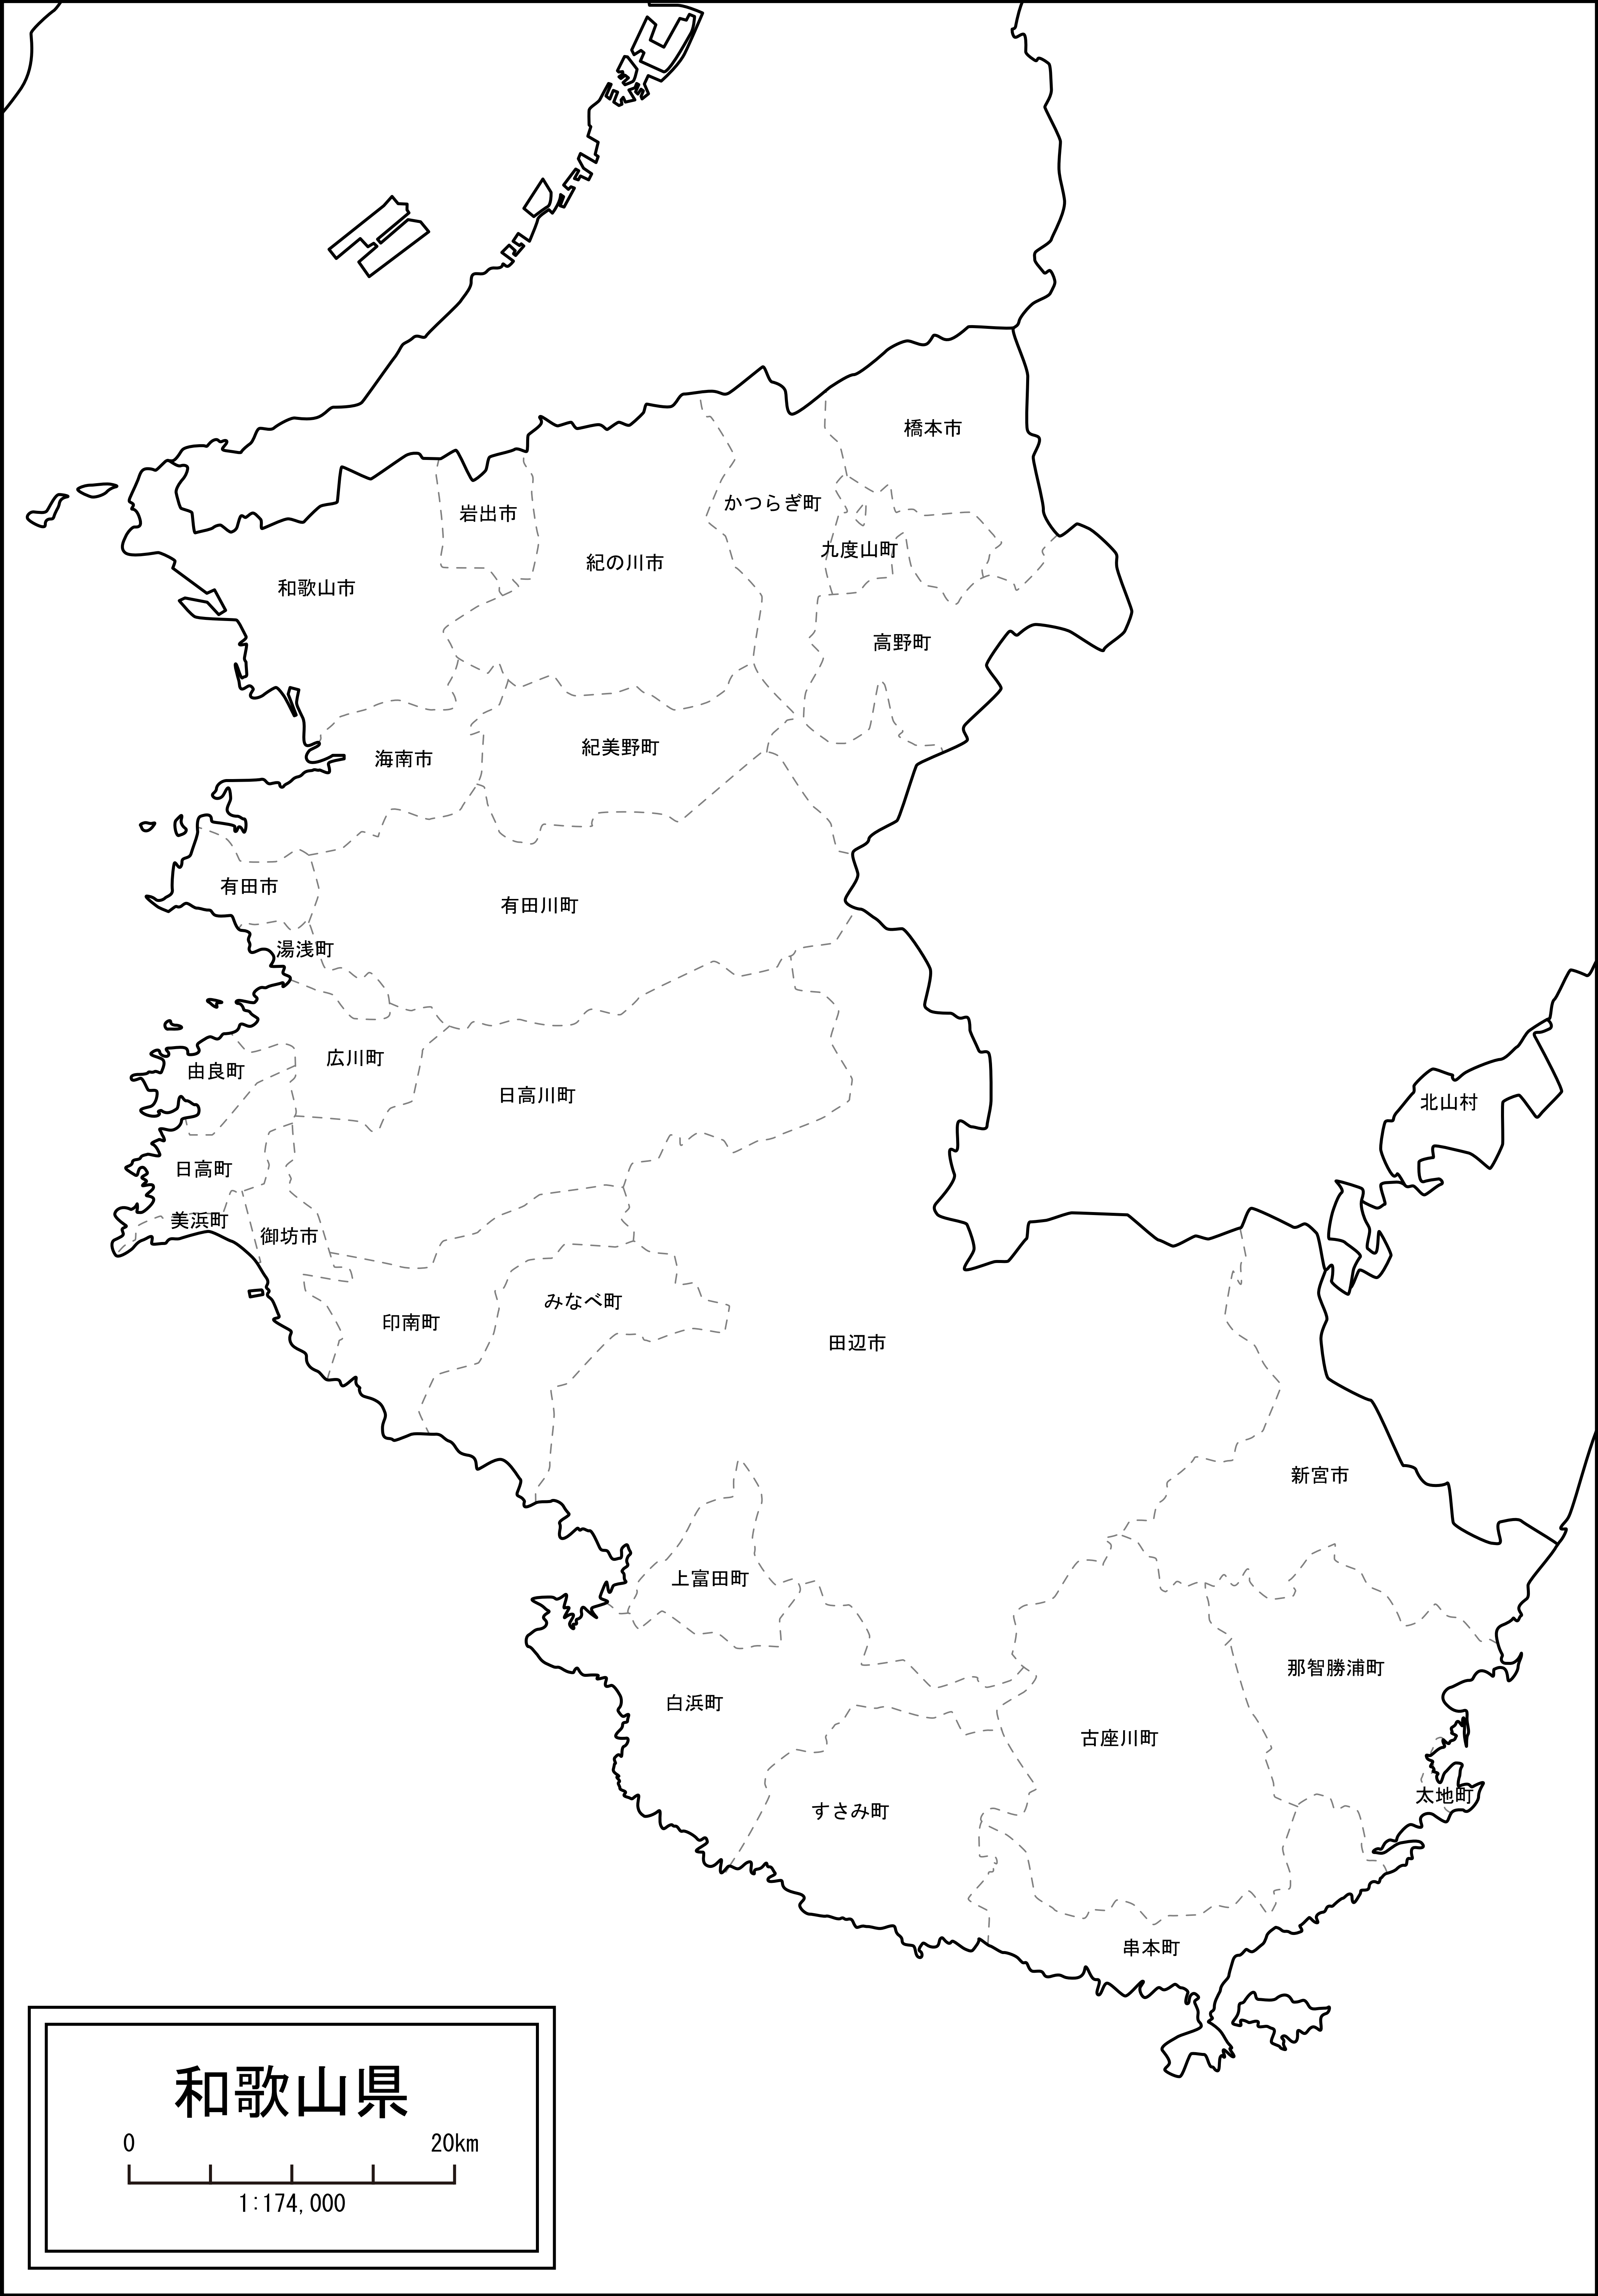 橋本市
かつらぎ町
岩出市
九度山町
紀の川市
和歌山市
高野町
紀美野町
海南市
有田市
有田川町
湯浅町
広川町
由良町
日高川町
北山村
日高町
美浜町
御坊市
みなべ町
印南町
田辺市
新宮市
上富田町
那智勝浦町
白浜町
古座川町
太地町
すさみ町
串本町
和歌山県
0 20km
1:174,000